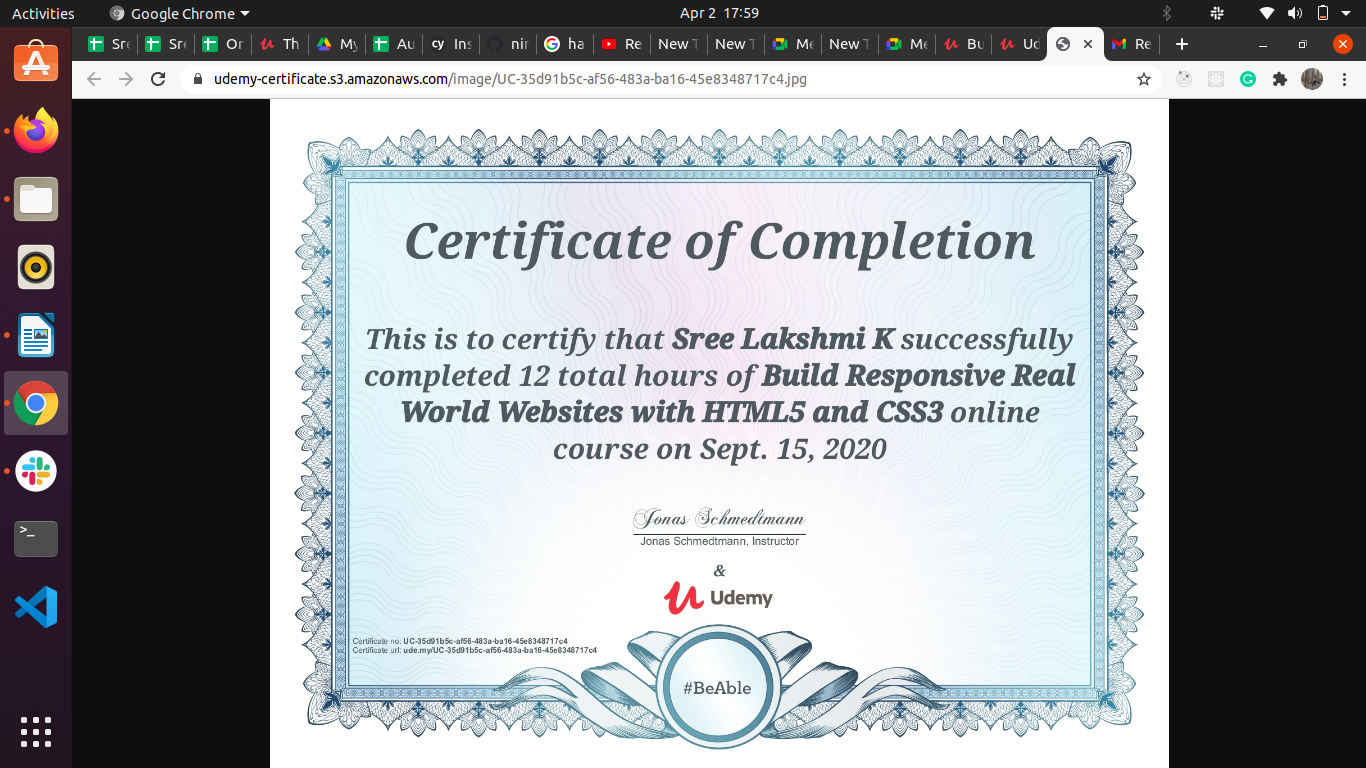 Activities Google Chrome Apr 2 17:59
Sre Sre Or Th My Au Ins nir ha Re New T New T Me New T Me Bu Ud Re
udemy-certificate.s3.amazonaws.com/image/UC-35d91b5c-af56-483a-ba16-45e8348717c4.jpg
Certificate of Completion
This is to certify that Sree Lakshmi K successfully
completed 12 total hours of Build Responsive Real
World Websites with HTML5 and CSS3 online
course on Sept. 15, 2020
Jonas Schmedtmann
Jonas Schmedtmann, Instructor
&
Udemy
Certificate no: UC-35d91b5c-af56-483a-ba16-45e8348717c4
Certificate url: ude.my/UC-35d91b5c-af56-483a-ba16-45e8348717c4
#BeAble